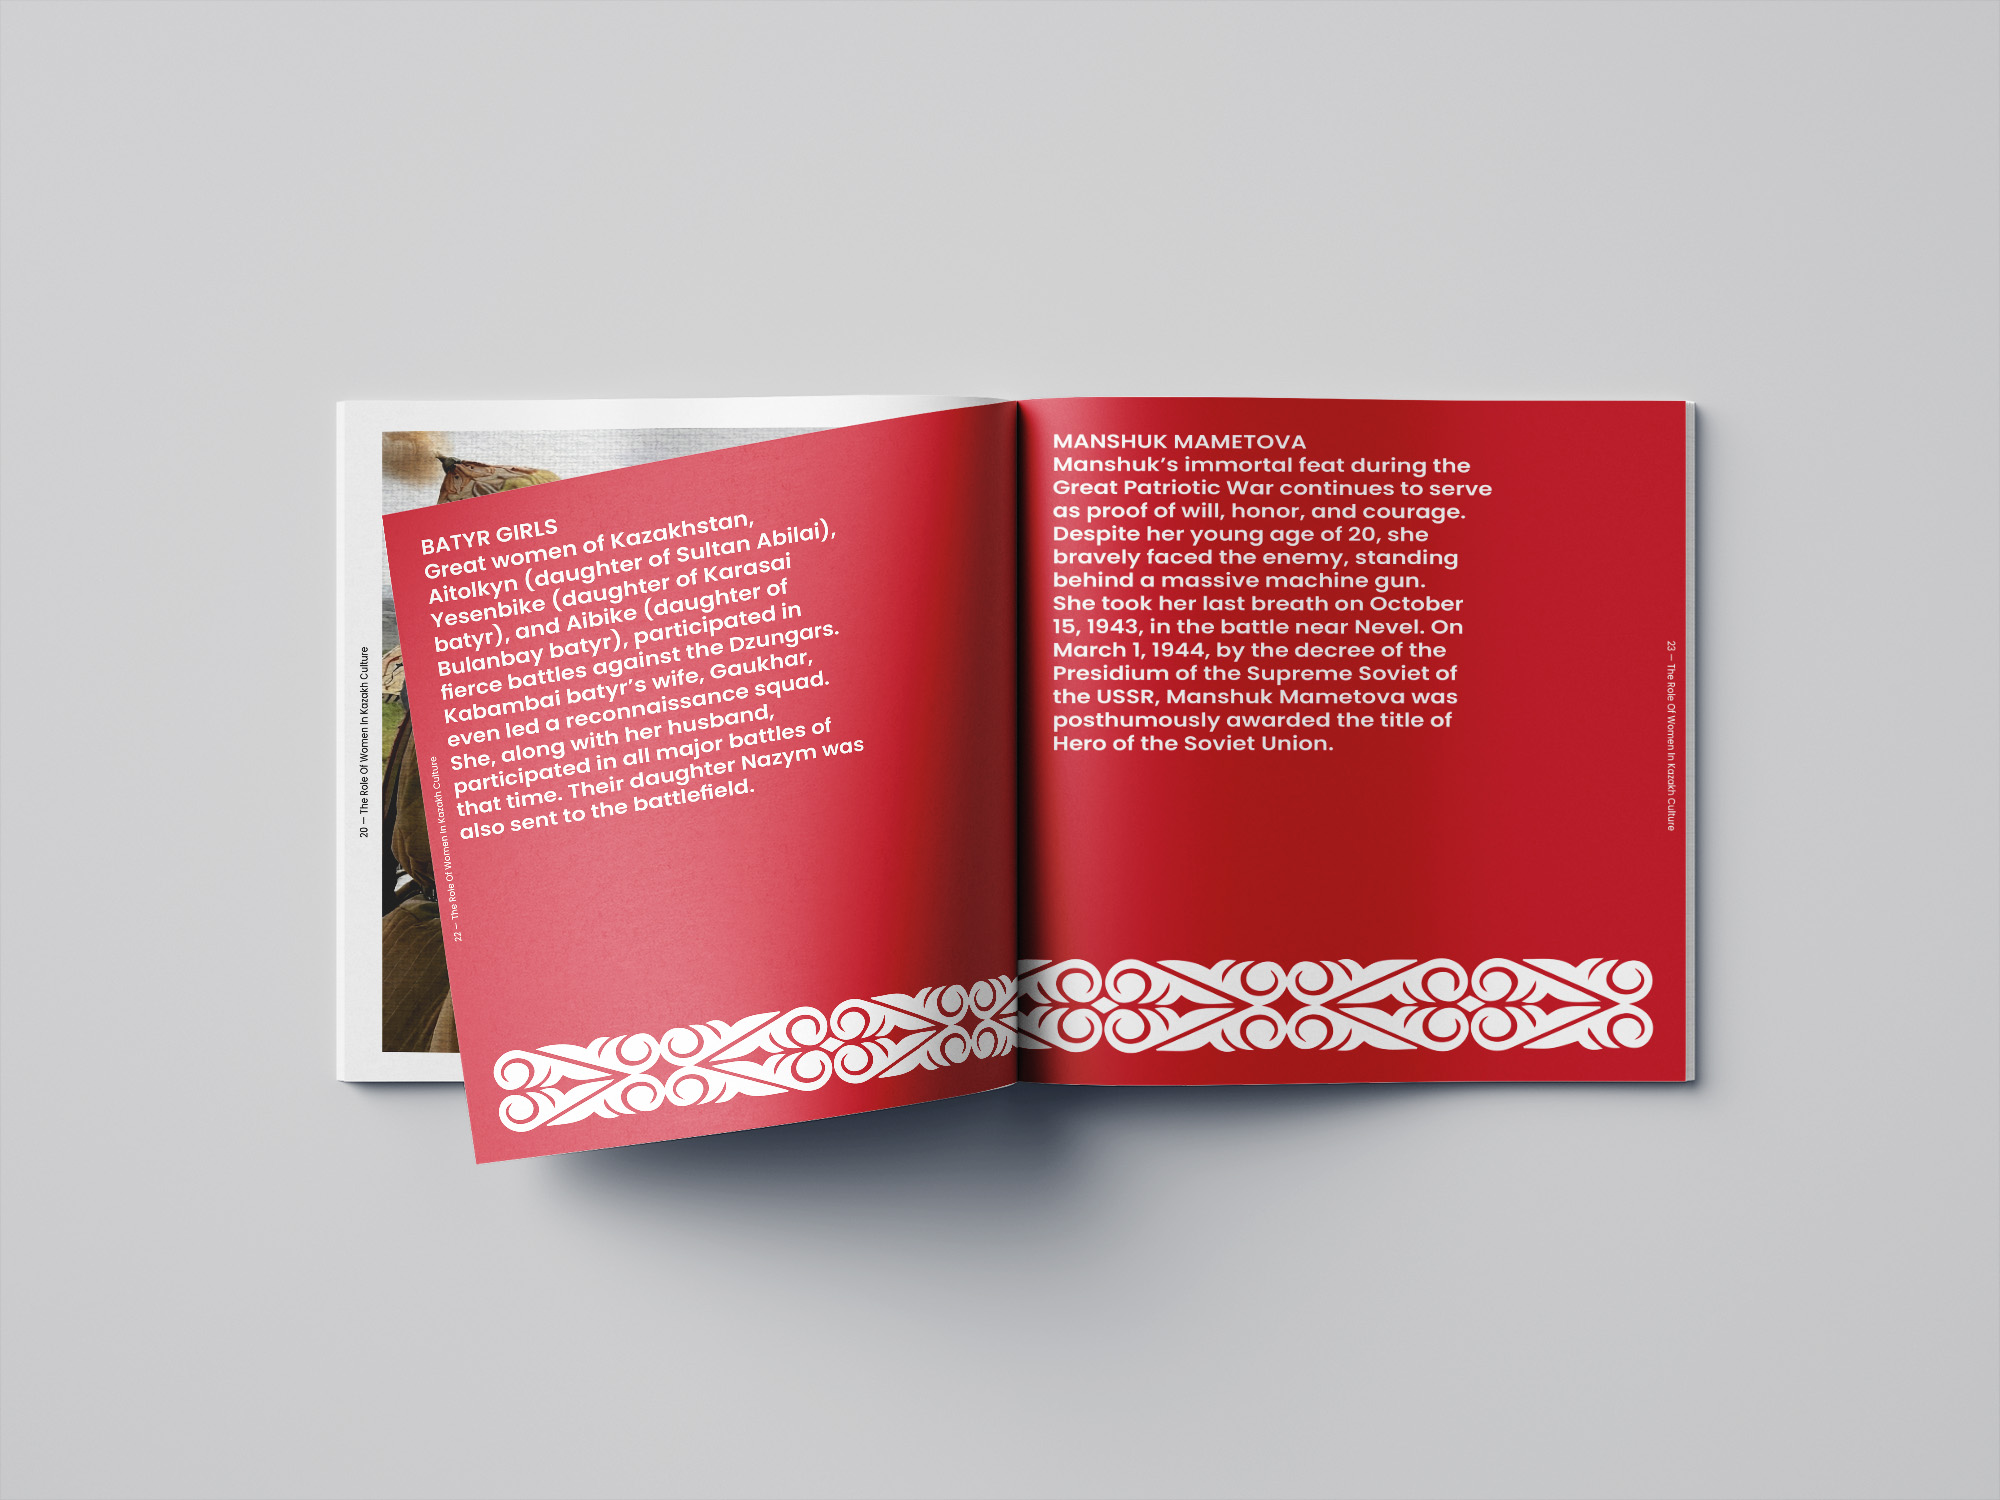 20 — The Role Of Women In Kazakh Culture
BATYR GIRLS
Great women of Kazakhstan,
Aitolkyn (daughter of Sultan Abilai),
Yesenbike (daughter of Karasai
batyr), and Aibike (daughter of
Bulanbay batyr), participated in
fierce battles against the Dzungars.
Kabambai batyr’s wife, Gaukhar,
even led a reconnaissance squad.
She, along with her husband,
participated in all major battles of
that time. Their daughter Nazym was
also sent to the battlefield.
22 — The Role Of Women In Kazakh Culture
MANSHUK MAMETOVA
Manshuk’s immortal feat during the
Great Patriotic War continues to serve
as proof of will, honor, and courage.
Despite her young age of 20, she
bravely faced the enemy, standing
behind a massive machine gun.
She took her last breath on October
15, 1943, in the battle near Nevel. On
March 1, 1944, by the decree of the
Presidium of the Supreme Soviet of
the USSR, Manshuk Mametova was
posthumously awarded the title of
Hero of the Soviet Union.
23 — The Role Of Women In Kazakh Culture